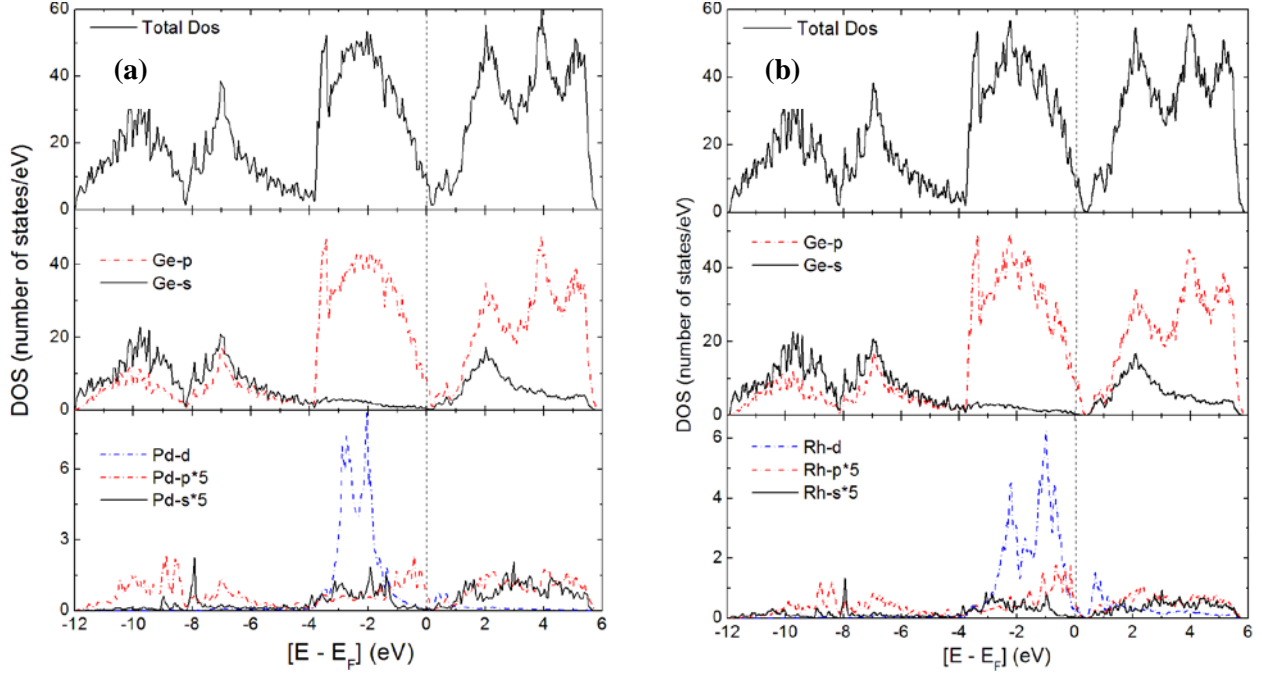 60
40
20
0
Total Dos
(a)
40
20
0
Ge-p
Ge-s
6
3
0
Pd-d
Pd-p*5
Pd-s*5
-12 -10 -8 -6 -4 -2 0 2 4 6
[E - E_F] (eV)
DOS (number of states/eV)
60
40
20
0
Total Dos
(b)
40
20
0
Ge-p
Ge-s
6
4
2
0
Rh-d
Rh-p*5
Rh-s*5
-12 -10 -8 -6 -4 -2 0 2 4 6
[E - E_F] (eV)
DOS (number of states/eV)